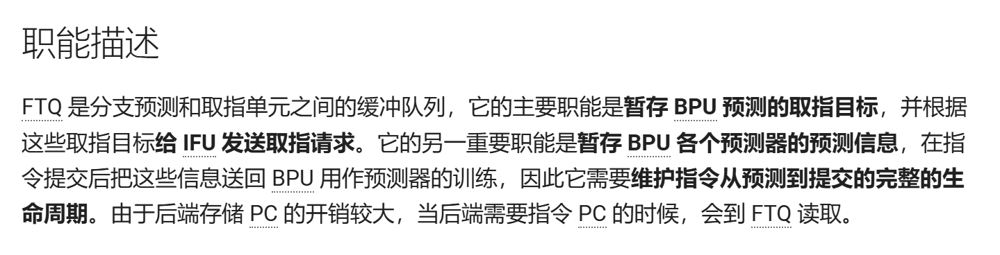 职能描述
FTQ 是分支预测和取指单元之间的缓冲队列，它的主要职能是暂存 BPU 预测的取指目标，并根据
这些取指目标给 IFU 发送取指请求。它的另一重要职能是暂存 BPU 各个预测器的预测信息，在指
令提交后把这些信息送回 BPU 用作预测器的训练，因此它需要维护指令从预测到提交的完整的生
命周期。由于后端存储 PC 的开销较大，当后端需要指令 PC 的时候，会到 FTQ 读取。